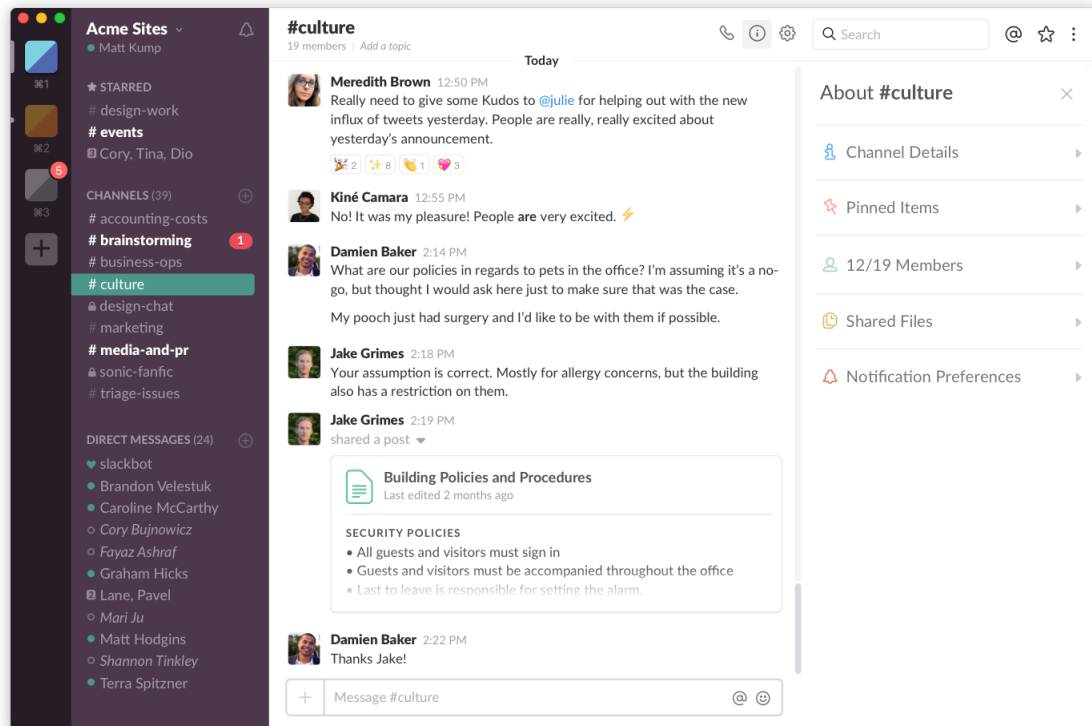 Acme Sites
Matt Kump
⌘1
⌘2
5
⌘3
STARRED
# design-work
# events
3 Cory, Tina, Dio
CHANNELS (39)
# accounting-costs
# brainstorming 1
# business-ops
# culture
design-chat
# marketing
# media-and-pr
sonic-fanfic
# triage-issues
DIRECT MESSAGES (24)
slackbot
Brandon Velestuk
Caroline McCarthy
Cory Bujnowicz
Fayaz Ashraf
Graham Hicks
2 Lane, Pavel
Mari Ju
Matt Hodgins
Shannon Tinkley
Terra Spitzner
#culture
19 members | Add a topic
Search
Today
Meredith Brown 12:50 PM
Really need to give some Kudos to @julie for helping out with the new
influx of tweets yesterday. People are really, really excited about
yesterday's announcement.
🎉 2 ✨ 8 👏 1 💖 3
Kiné Camara 12:55 PM
No! It was my pleasure! People are very excited. ⚡
Damien Baker 2:14 PM
What are our policies in regards to pets in the office? I'm assuming it's a no-
go, but thought I would ask here just to make sure that was the case.
My pooch just had surgery and I'd like to be with them if possible.
Jake Grimes 2:18 PM
Your assumption is correct. Mostly for allergy concerns, but the building
also has a restriction on them.
Jake Grimes 2:19 PM
shared a post
Building Policies and Procedures
Last edited 2 months ago
SECURITY POLICIES
• All guests and visitors must sign in
• Guests and visitors must be accompanied throughout the office
• Last to leave is responsible for setting the alarm.
Damien Baker 2:22 PM
Thanks Jake!
Message #culture
About #culture
Channel Details
Pinned Items
12/19 Members
Shared Files
Notification Preferences